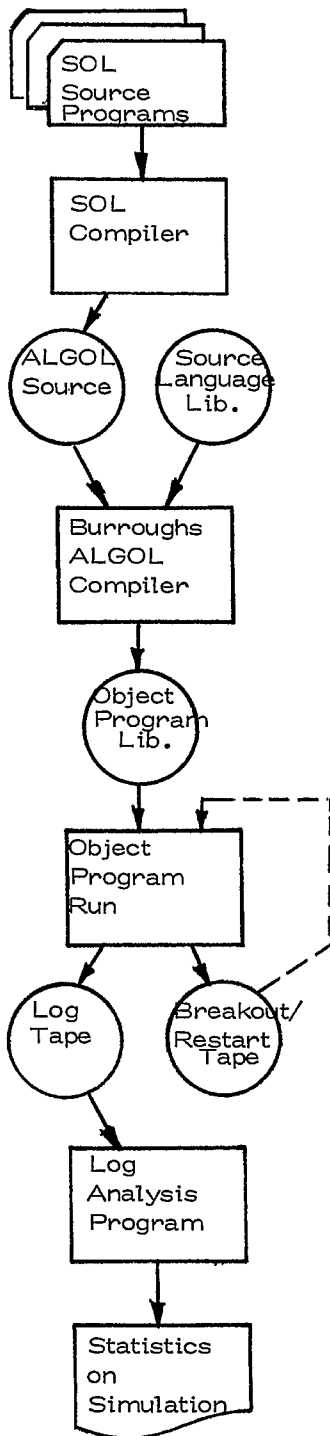 SOL
Source
Programs
SOL
Compiler
ALGOL
Source
Source
Language
Lib.
Burroughs
ALGOL
Compiler
Object
Program
Lib.
Object
Program
Run
Log
Tape
Breakout/
Restart
Tape
Log
Analysis
Program
Statistics
on
Simulation